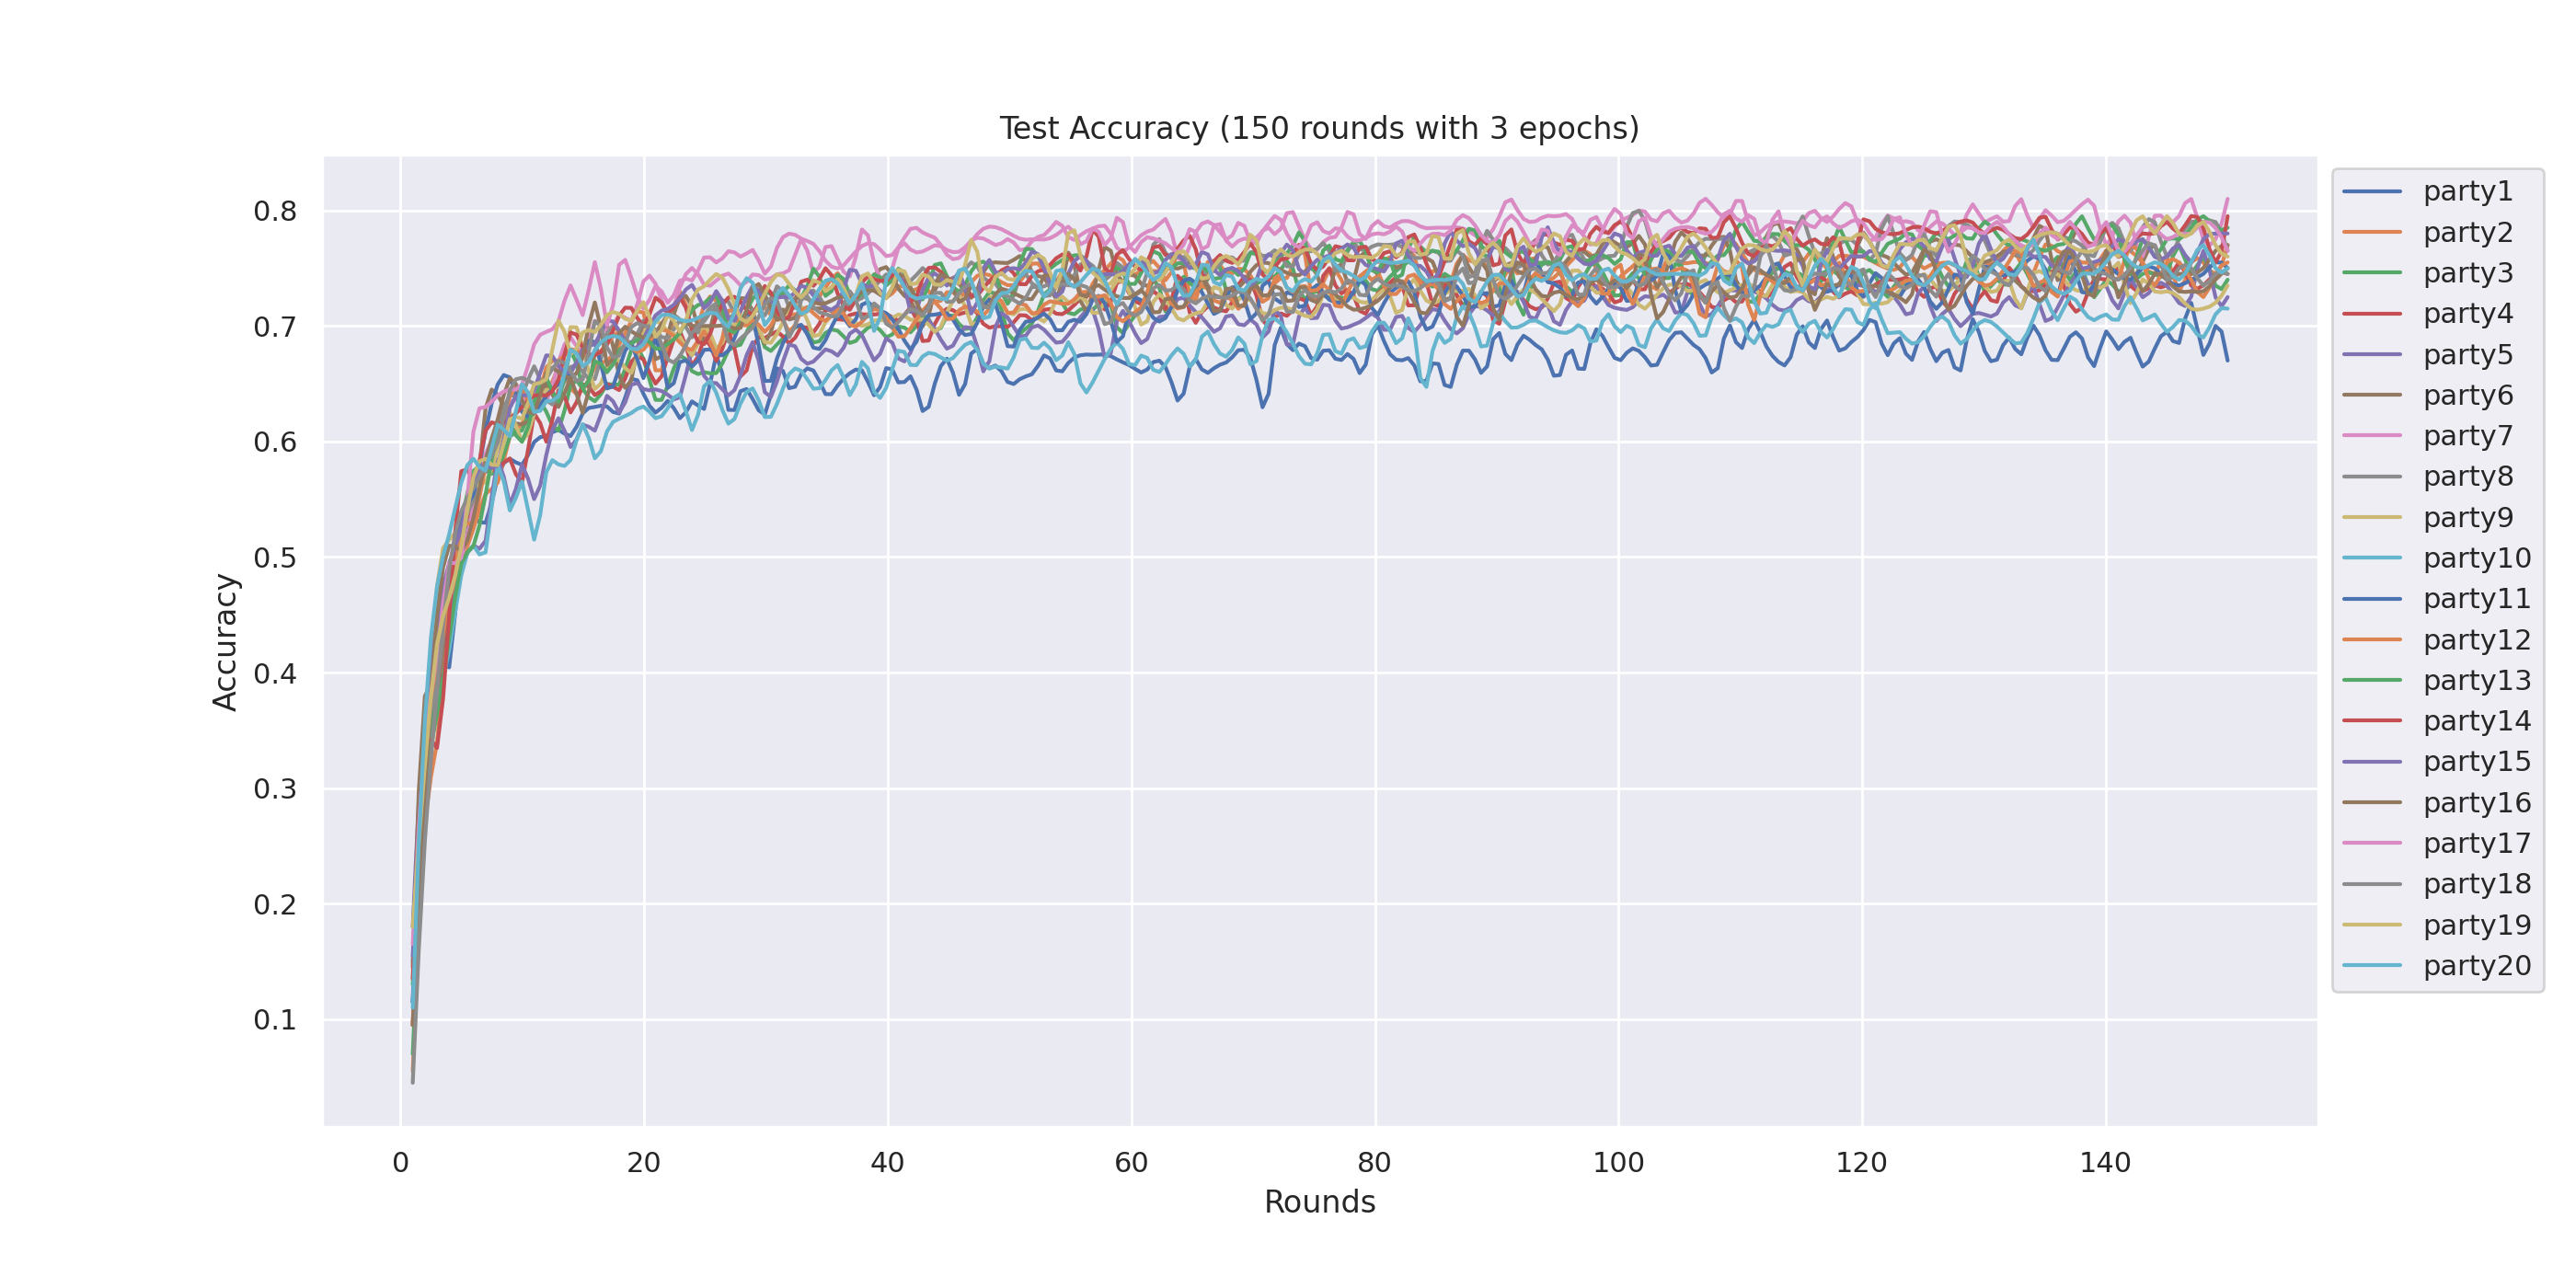 Test Accuracy (150 rounds with 3 epochs)
Accuracy
0.8
0.7
0.6
0.5
0.4
0.3
0.2
0.1
0 20 40 60 80 100 120 140
Rounds
party1
party2
party3
party4
party5
party6
party7
party8
party9
party10
party11
party12
party13
party14
party15
party16
party17
party18
party19
party20